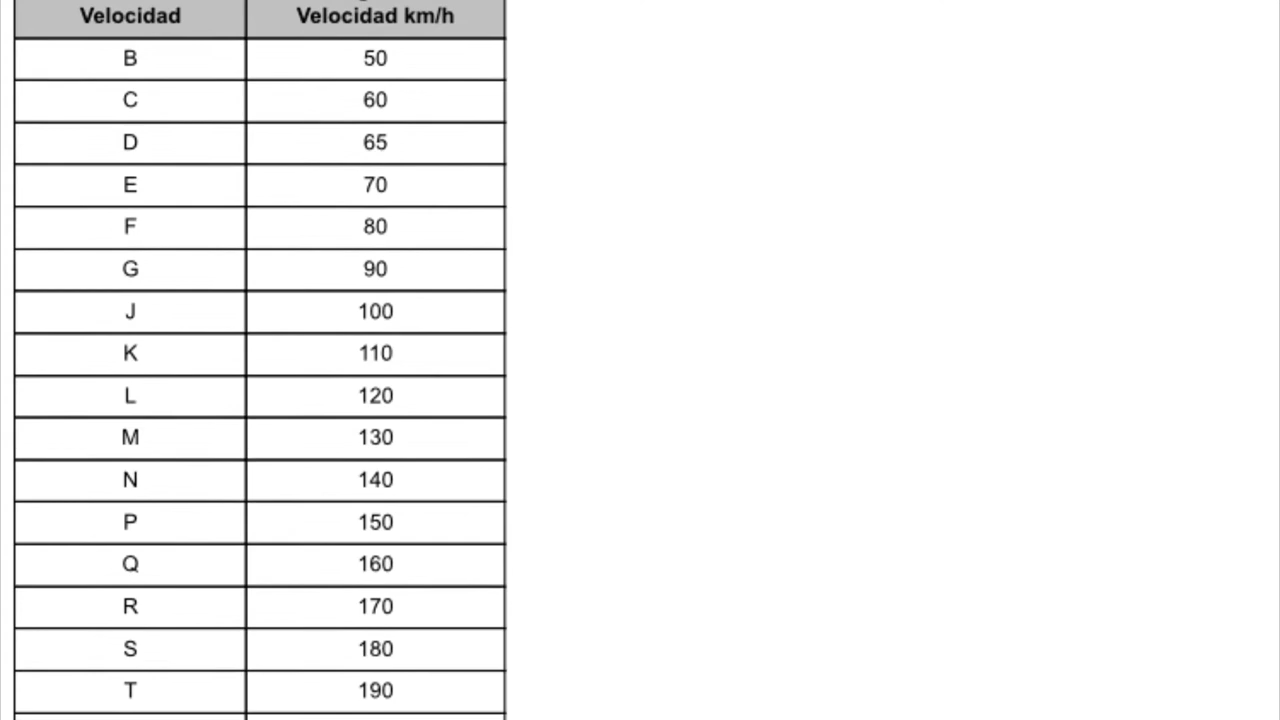 Velocidad Velocidad km/h
B 50
C 60
D 65
E 70
F 80
G 90
J 100
K 110
L 120
M 130
N 140
P 150
Q 160
R 170
S 180
T 190